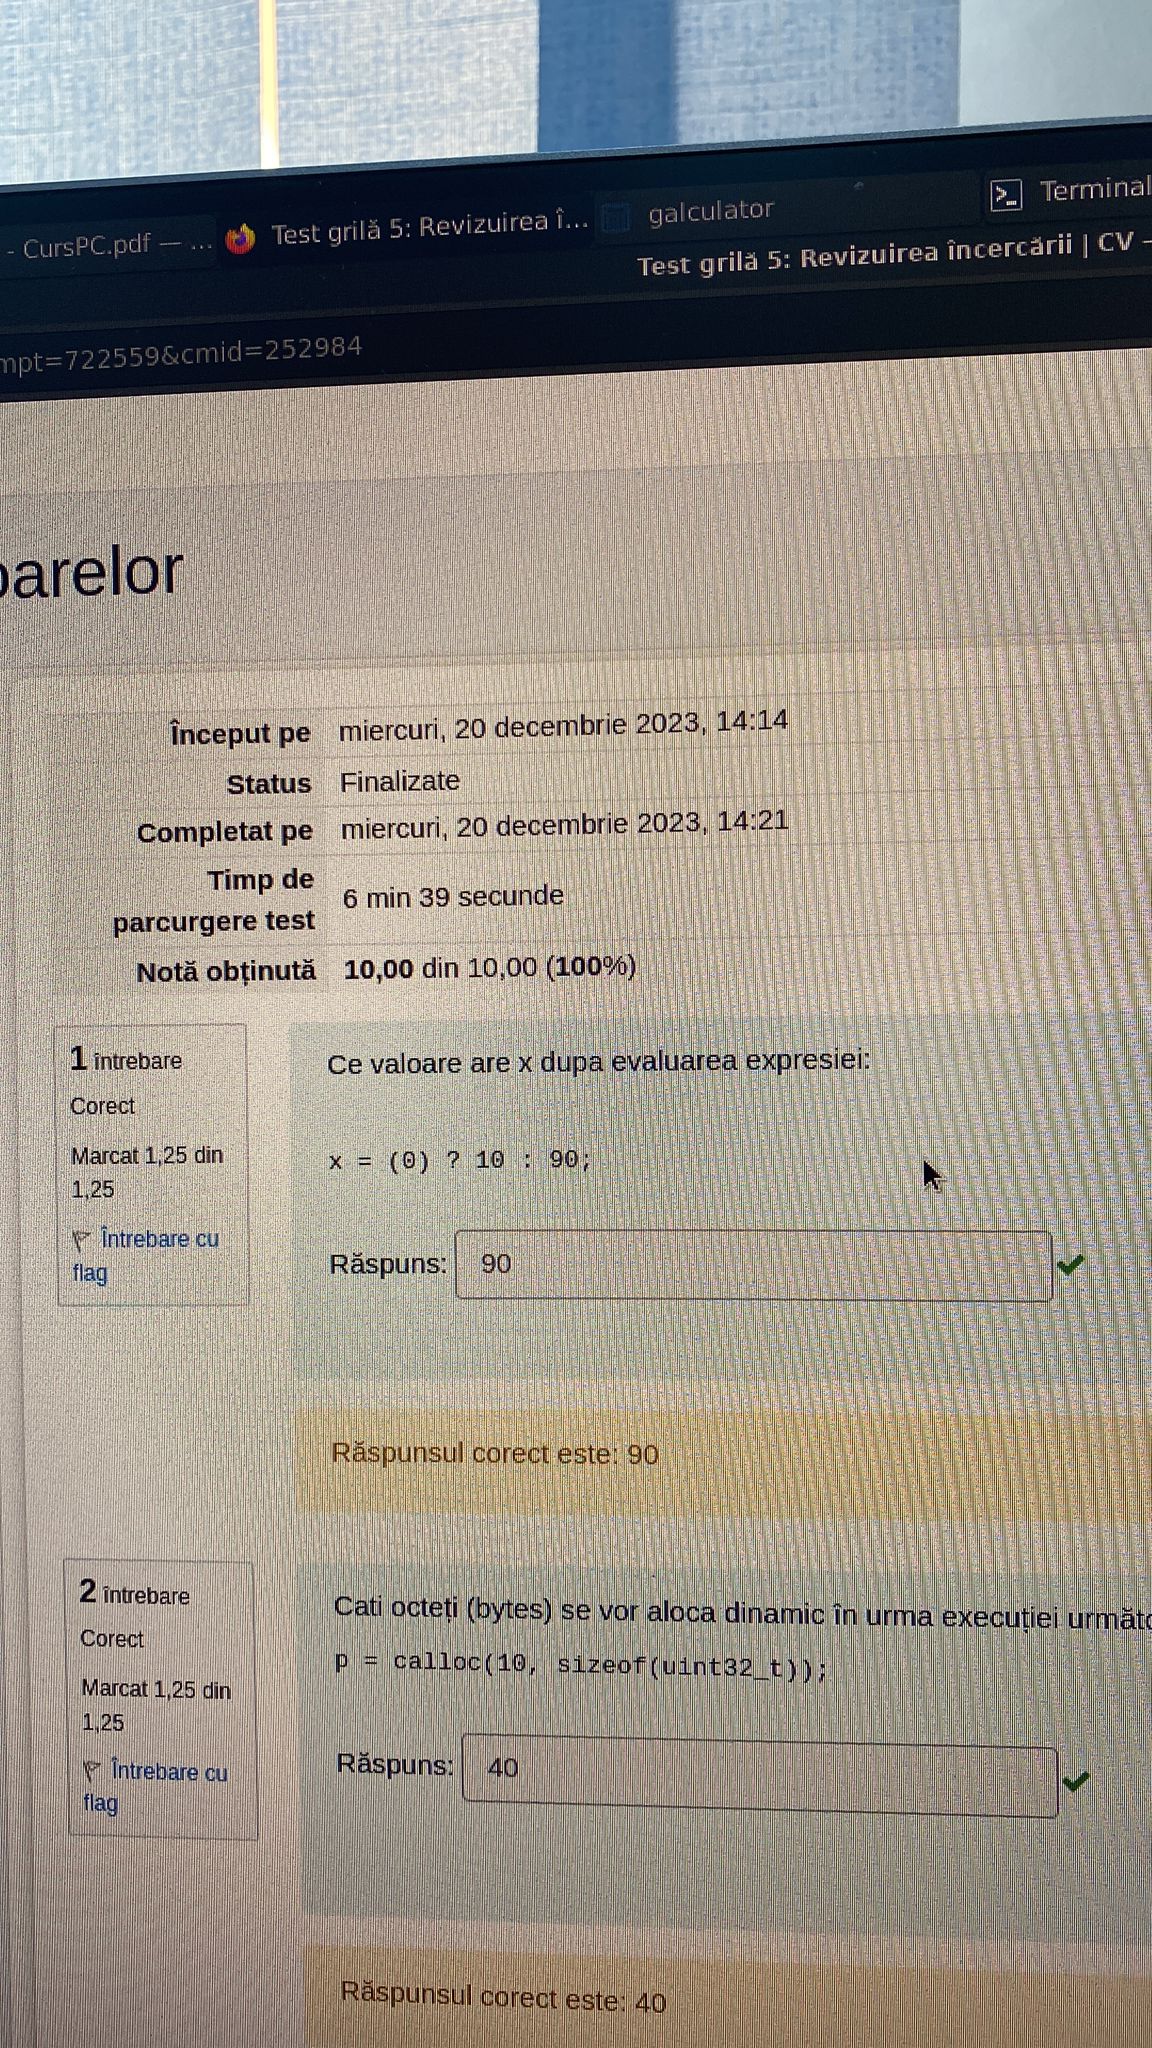 - CursPC.pdf — ...
Test grilă 5: Revizuirea î...
galculator
Terminal
Test grilă 5: Revizuirea încercării | CV -
mpt=722559&cmid=252984
oarelor
Început pe miercuri, 20 decembrie 2023, 14:14
Status Finalizate
Completat pe miercuri, 20 decembrie 2023, 14:21
Timp de
parcurgere test 6 min 39 secunde
Notă obținută 10,00 din 10,00 (100%)
1 întrebare
Corect
Marcat 1,25 din
1,25
Întrebare cu
flag
Ce valoare are x dupa evaluarea expresiei:
x = (0) ? 10 : 90;
Răspuns: 90
Răspunsul corect este: 90
2 întrebare
Corect
Marcat 1,25 din
1,25
Întrebare cu
flag
Cati octeți (bytes) se vor aloca dinamic în urma execuției următo
p = calloc(10, sizeof(uint32_t));
Răspuns: 40
Răspunsul corect este: 40